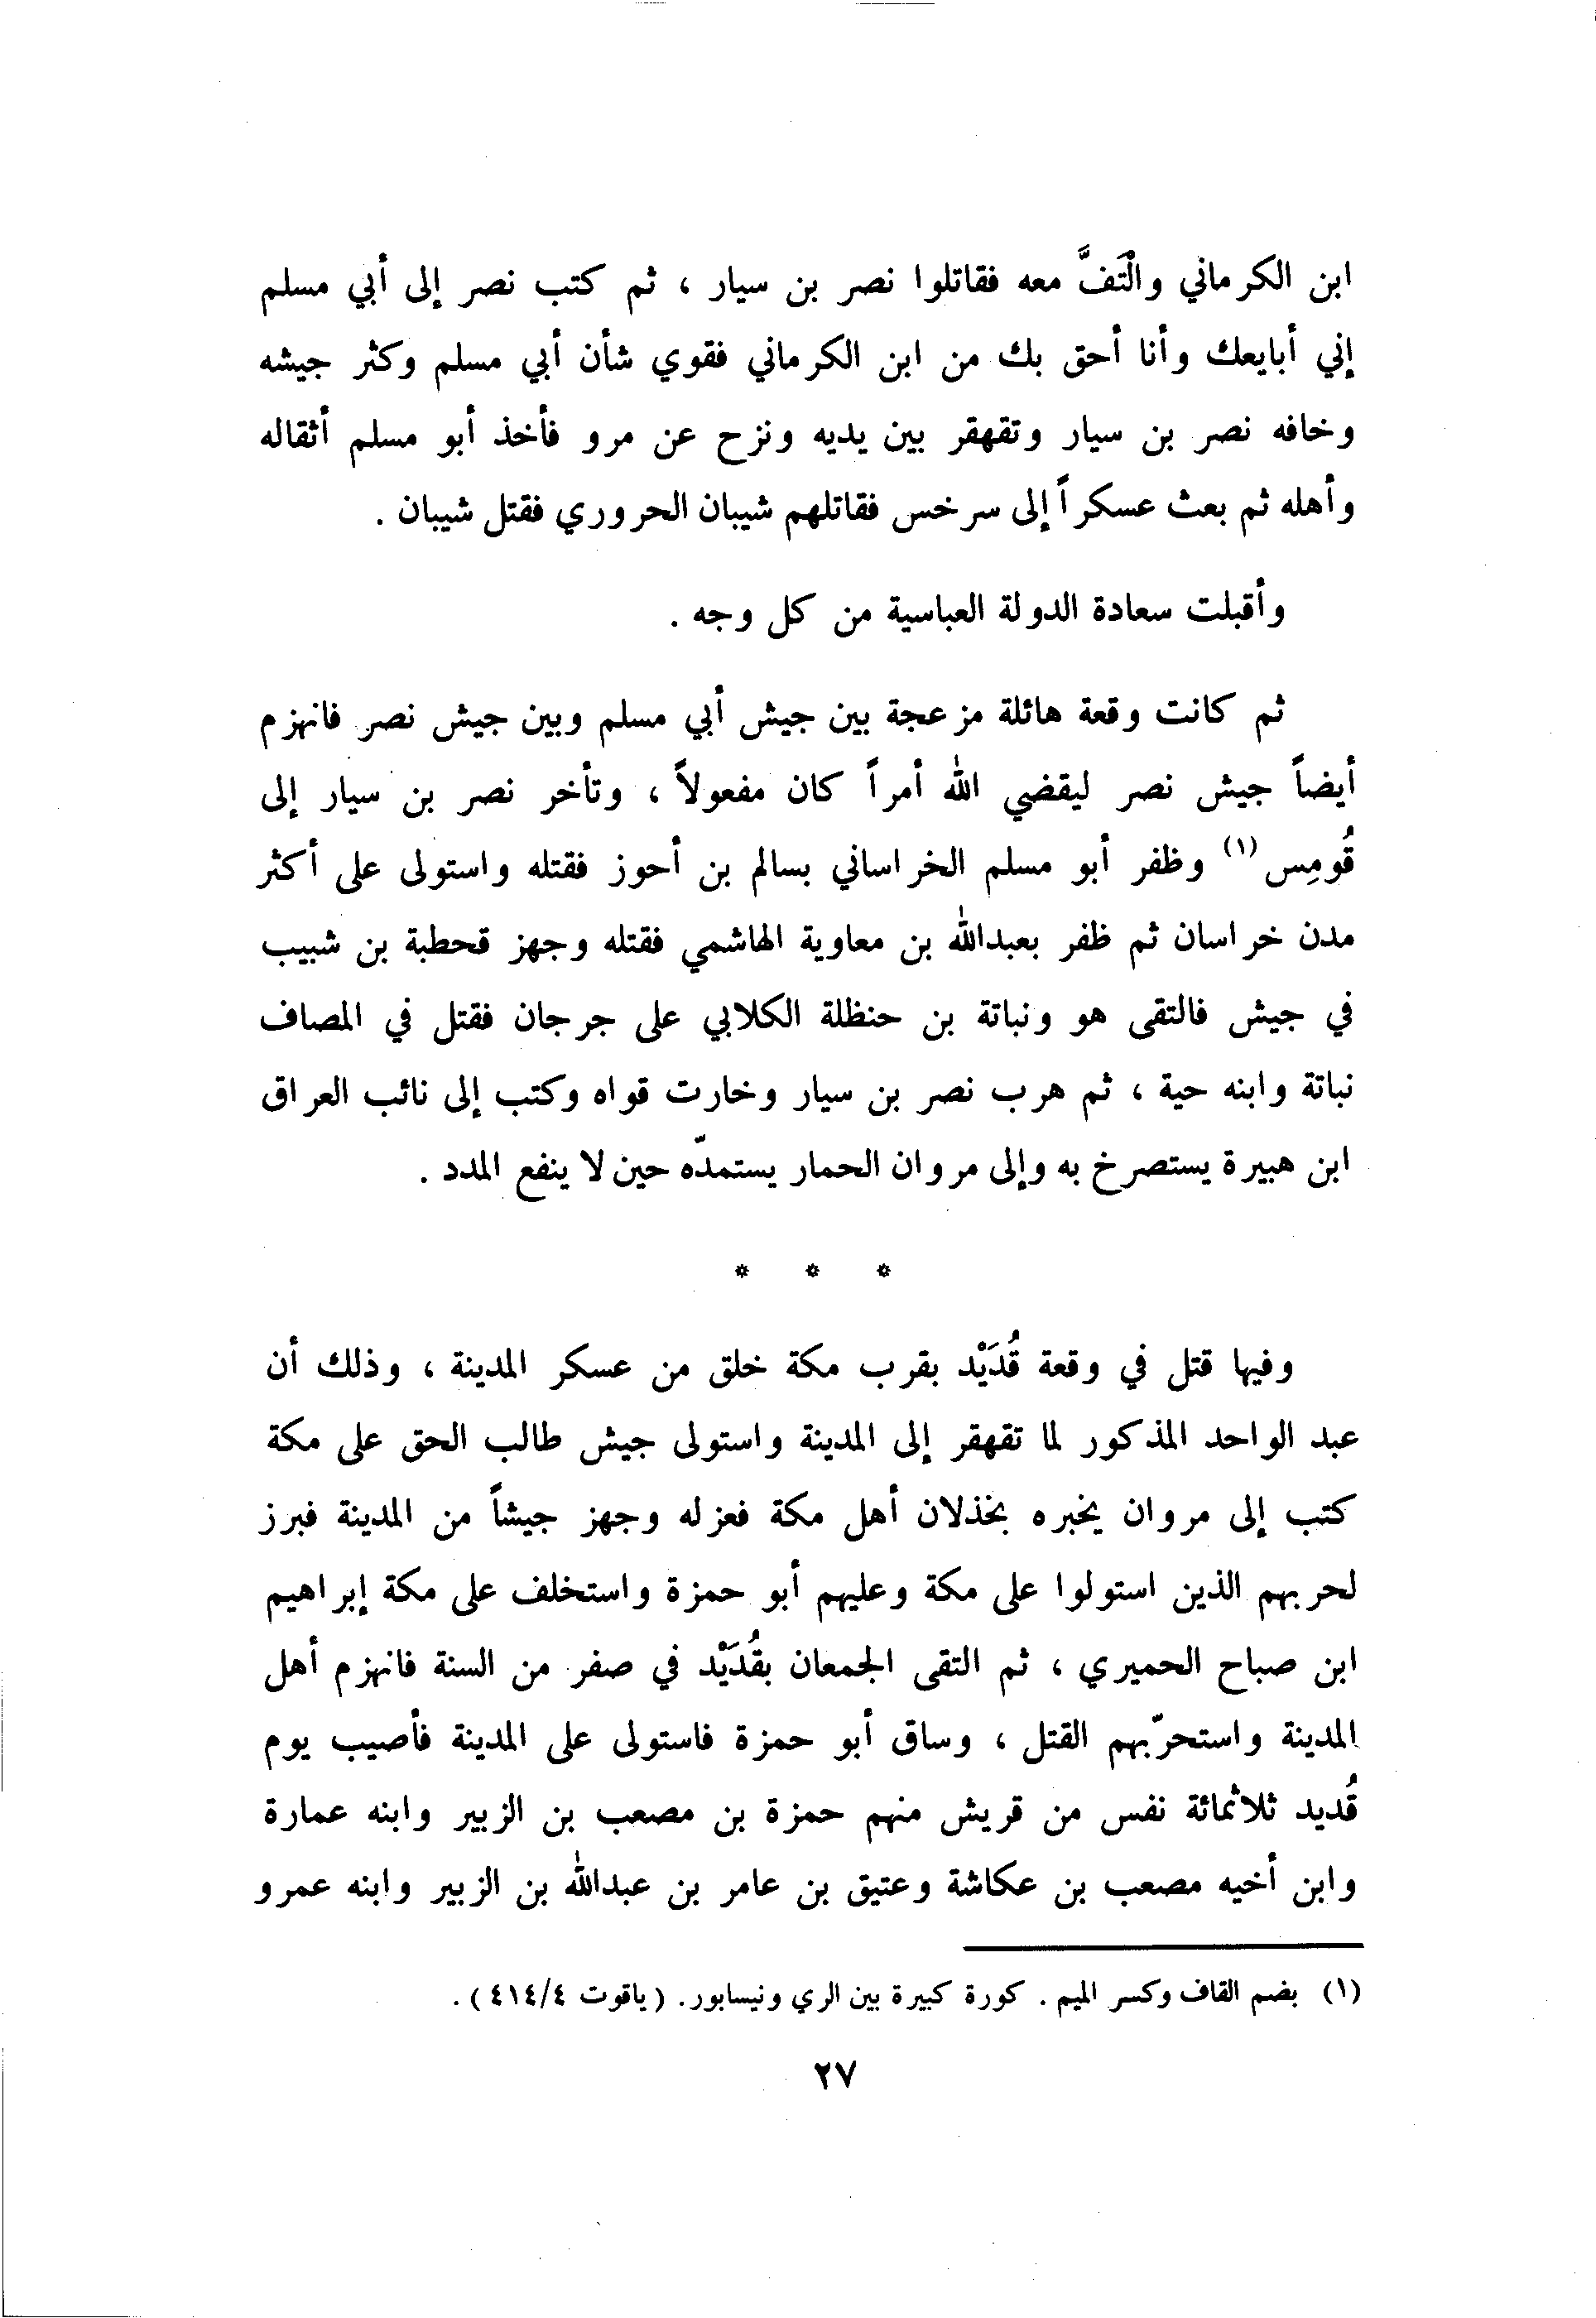 ابن الكرماني والْتَفَّ معه فقاتلوا نصر بن سيار ، ثم كتب نصر إلى أبي مسلم
إني أبايعك وأنا أحق بك من ابن الكرماني فقوي شأن أبي مسلم وكثر جيشه
وخافه نصر بن سيار وتقهقر بين يديه ونزح عن مرو فأخذ أبو مسلم أثقاله
وأهله ثم بعث عسكراً إلى سرخس فقاتلهم شيبان الحروري فقتل شيبان .
وأقبلت سعادة الدولة العباسية من كل وجه .
ثم كانت وقعة هائلة مزعجة بين جيش أبي مسلم وبين جيش نصر فانهزم
أيضاً جيش نصر ليقضي الله أمراً كان مفعولاً ، وتأخر نصر بن سيار إلى
قُومِس (١) وظفر أبو مسلم الخراساني بسالم بن أحوز فقتله واستولى على أكثر
مدن خراسان ثم ظفر بعبدالله بن معاوية الهاشمي فقتله وجهز قحطبة بن شبيب
في جيش فالتقى هو ونباتة بن حنظلة الكلابي على جرجان فقتل في المصاف
نباتة وابنه حية ، ثم هرب نصر بن سيار وخارت قواه وكتب إلى نائب العراق
ابن هبيرة يستصرخ به وإلى مروان الحمار يستمدّه حين لا ينفع المدد .
* * *
وفيها قتل في وقعة قُدَيْد بقرب مكة خلق من عسكر المدينة ، وذلك أن
عبد الواحد المذكور لما تقهقر إلى المدينة واستولى جيش طالب الحق على مكة
كتب إلى مروان يخبره بخذلان أهل مكة فعزله وجهز جيشاً من المدينة فبرز
لحربهم الذين استولوا على مكة وعليهم أبو حمزة واستخلف على مكة إبراهيم
ابن صباح الحميري ، ثم التقى الجمعان بقُدَيْد في صفر من السنة فانهزم أهل
المدينة واستحرّ بهم القتل ، وساق أبو حمزة فاستولى على المدينة فأصيب يوم
قُديد ثلاثمائة نفس من قريش منهم حمزة بن مصعب بن الزبير وابنه عمارة
وابن أخيه مصعب بن عكاشة وعتيق بن عامر بن عبدالله بن الزبير وابنه عمرو
(١) بضم القاف وكسر الميم . كورة كبيرة بين الري ونيسابور . ( ياقوت ٤/٤١٤ ) .
٢٧